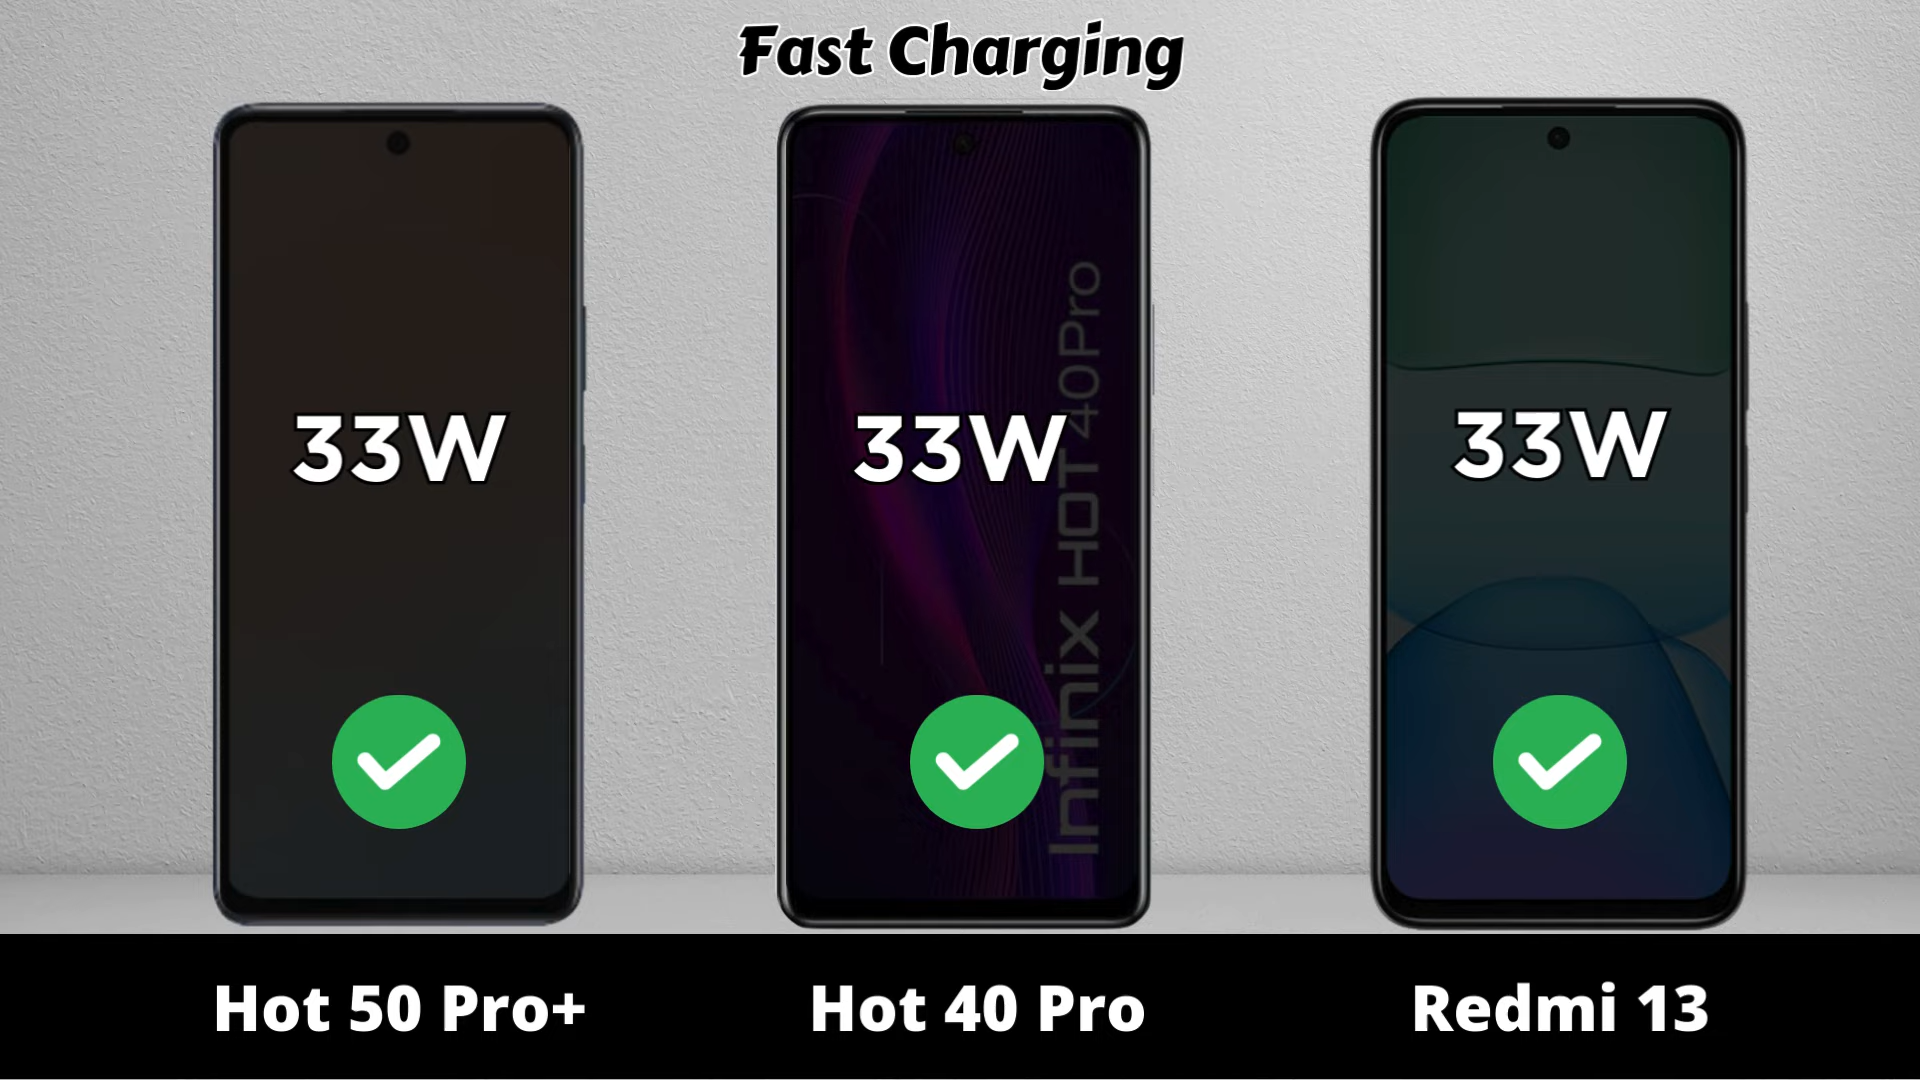 Fast Charging
33W
33W
33W
Infinix HOT 40Pro
Hot 50 Pro+
Hot 40 Pro
Redmi 13